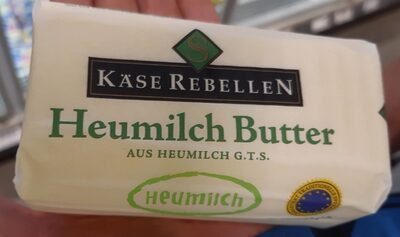 S
KÄSE REBELLEN
Heumilch Butter
AUS HEUMILCH G.T.S.
Heumilch